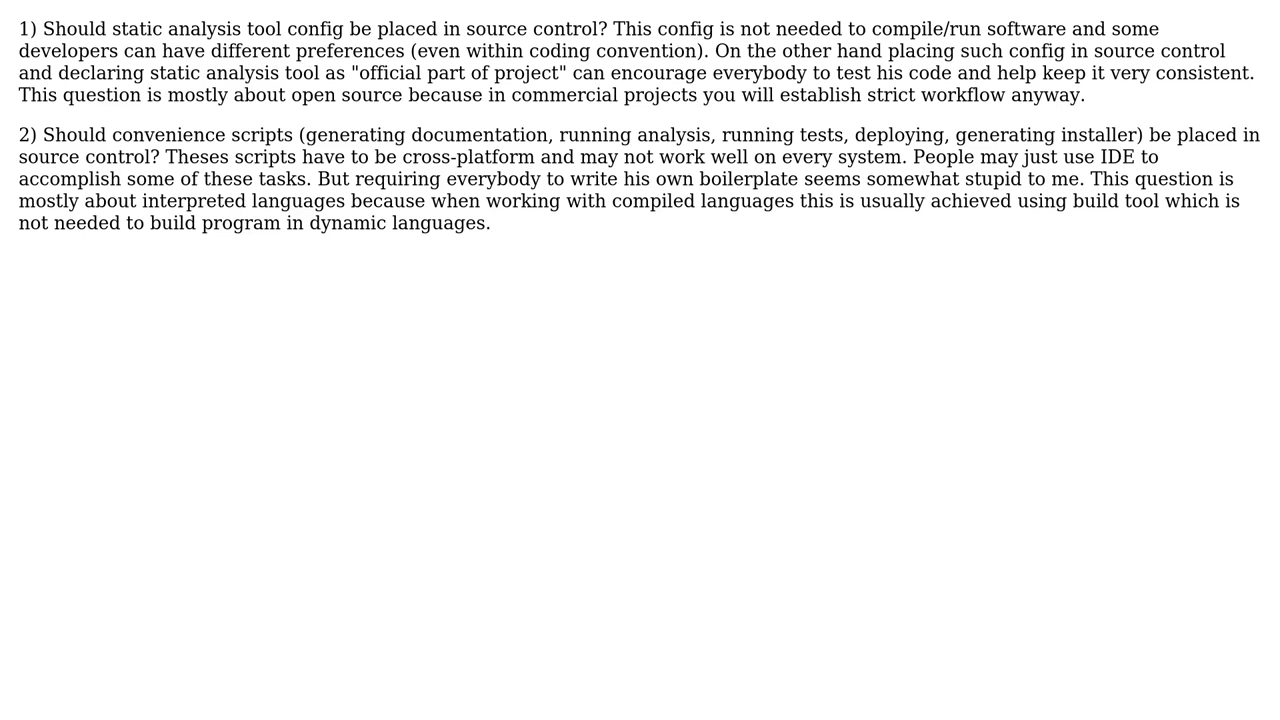 1) Should static analysis tool config be placed in source control? This config is not needed to compile/run software and some
developers can have different preferences (even within coding convention). On the other hand placing such config in source control
and declaring static analysis tool as "official part of project" can encourage everybody to test his code and help keep it very consistent.
This question is mostly about open source because in commercial projects you will establish strict workflow anyway.
2) Should convenience scripts (generating documentation, running analysis, running tests, deploying, generating installer) be placed in
source control? Theses scripts have to be cross-platform and may not work well on every system. People may just use IDE to
accomplish some of these tasks. But requiring everybody to write his own boilerplate seems somewhat stupid to me. This question is
mostly about interpreted languages because when working with compiled languages this is usually achieved using build tool which is
not needed to build program in dynamic languages.